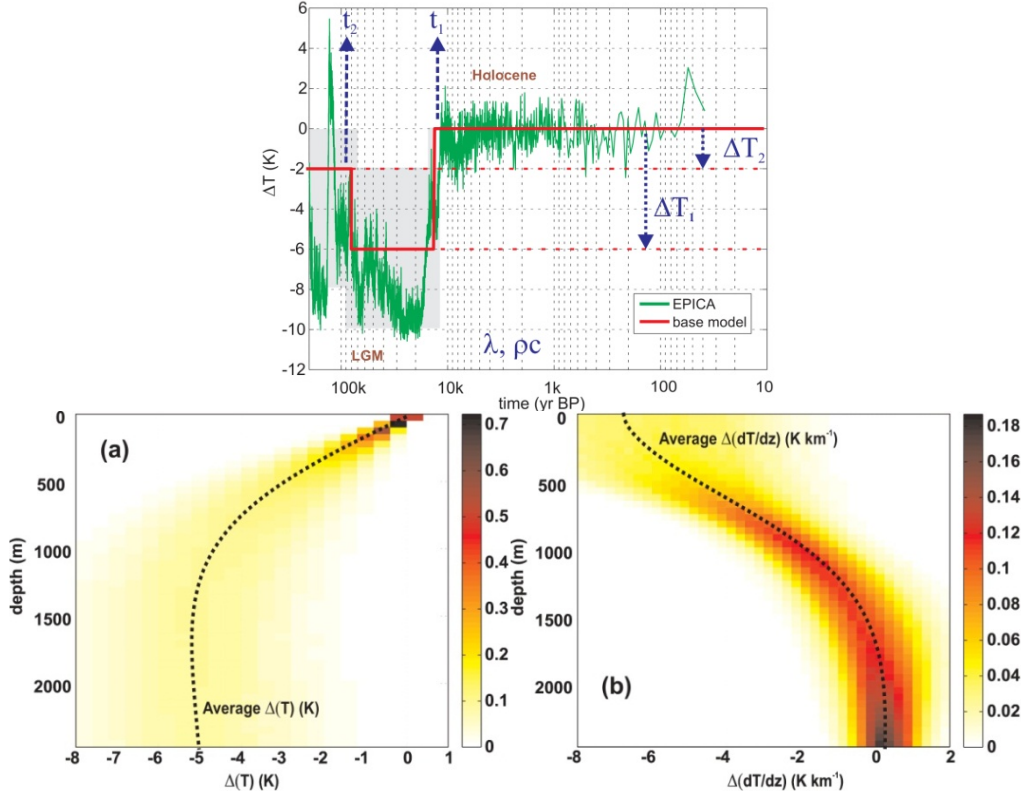 6
4
2
0
-2
-4
-6
-8
-10
-12
ΔT (K)
t₂
t₁
Halocene
ΔT₂
ΔT₁
EPICA
base model
LGM
λ, ρc
100k
10k
1k
100
10
time (yr BP)
(a)
0
500
1000
1500
2000
depth (m)
Average Δ(T) (K)
-8
-7
-6
-5
-4
-3
-2
-1
0
1
Δ(T) (K)
0.7
0.6
0.5
0.4
0.3
0.2
0.1
0
Average Δ(dT/dz) (K km⁻¹)
0
500
1000
1500
2000
depth (m)
(b)
-8
-6
-4
-2
0
2
Δ(dT/dz) (K km⁻¹)
0.18
0.16
0.14
0.12
0.10
0.08
0.06
0.04
0.02
0